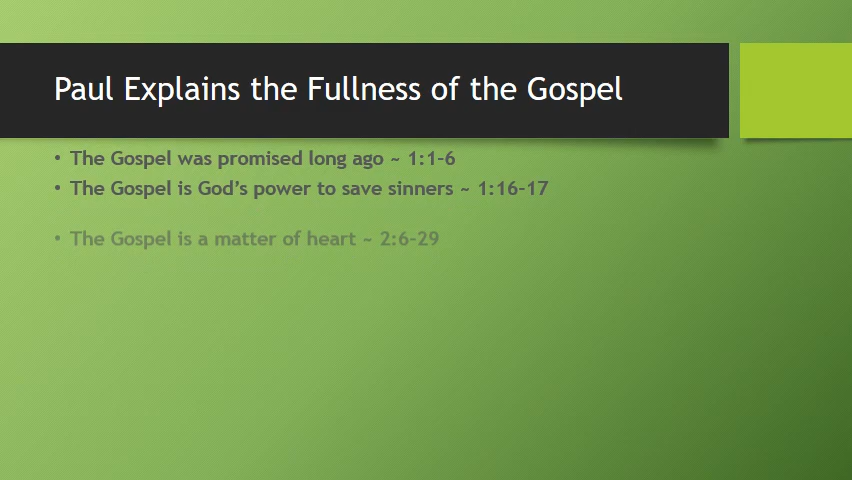 Paul Explains the Fullness of the Gospel
• The Gospel was promised long ago ~ 1:1-6
• The Gospel is God’s power to save sinners ~ 1:16-17
• The Gospel is a matter of heart ~ 2:6-29